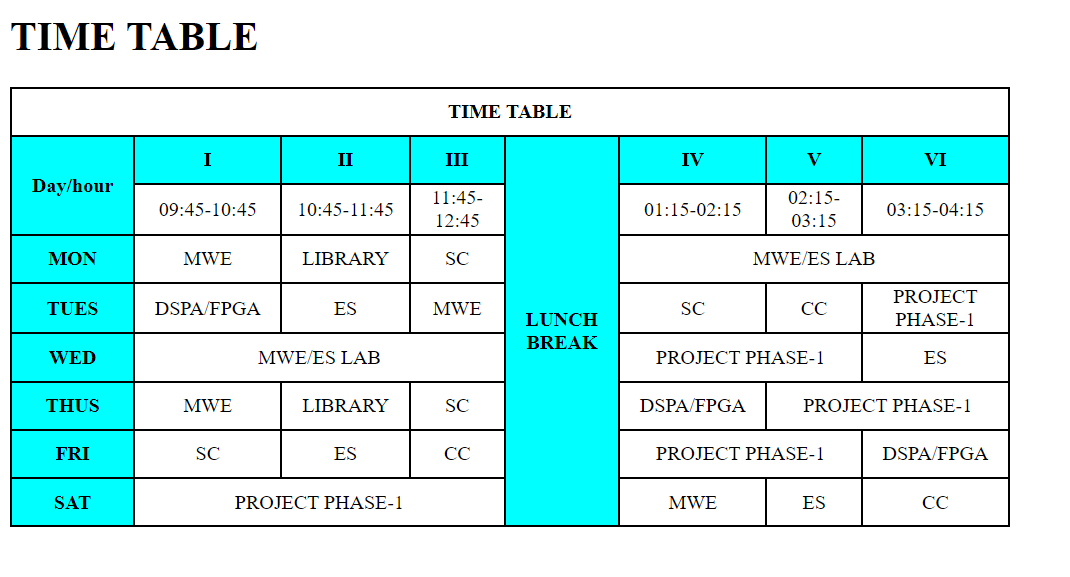 TIME TABLE
TIME TABLE
Day/hour I II III LUNCH BREAK IV V VI
09:45-10:45 10:45-11:45 11:45-12:45 01:15-02:15 02:15-03:15 03:15-04:15
MON MWE LIBRARY SC MWE/ES LAB
TUES DSPA/FPGA ES MWE SC CC PROJECT PHASE-1
WED MWE/ES LAB PROJECT PHASE-1 ES
THUS MWE LIBRARY SC DSPA/FPGA PROJECT PHASE-1
FRI SC ES CC PROJECT PHASE-1 DSPA/FPGA
SAT PROJECT PHASE-1 MWE ES CC